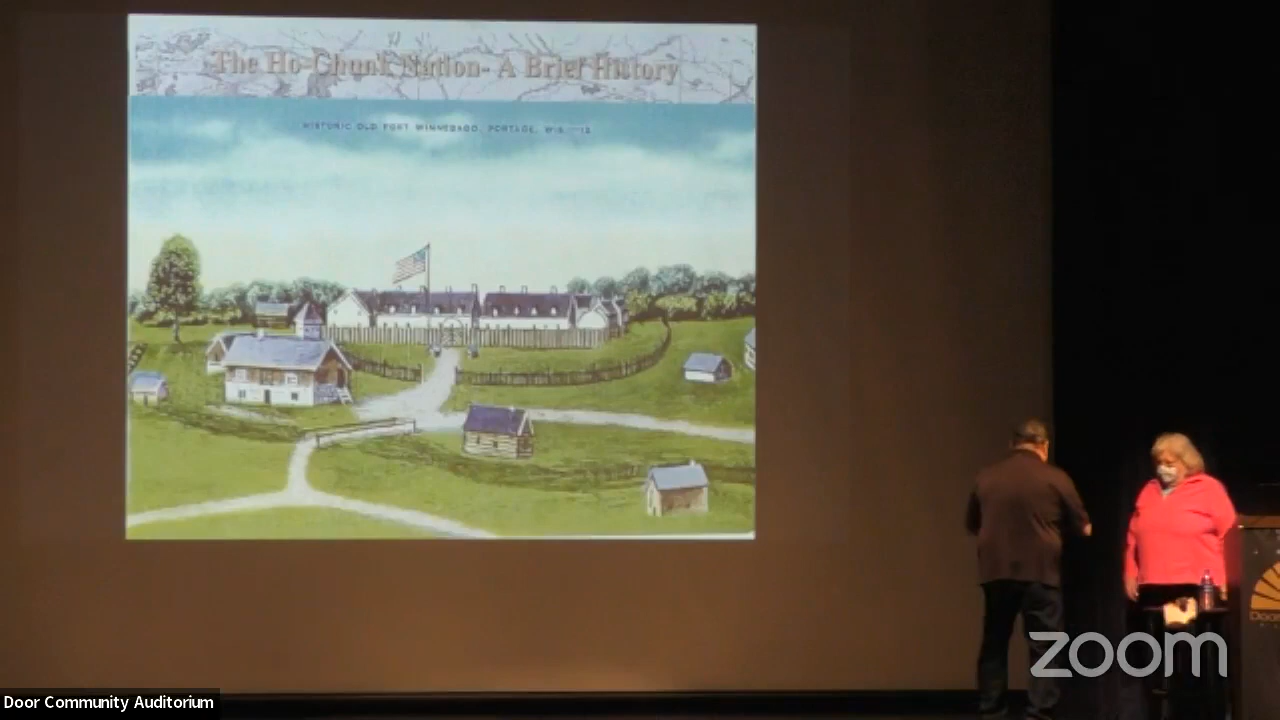 The Ho-Chunk Nation- A Brief History
HISTORIC OLD FORT WINNEBAGO, PORTAGE, WIS.
zoom
Door Community Auditorium